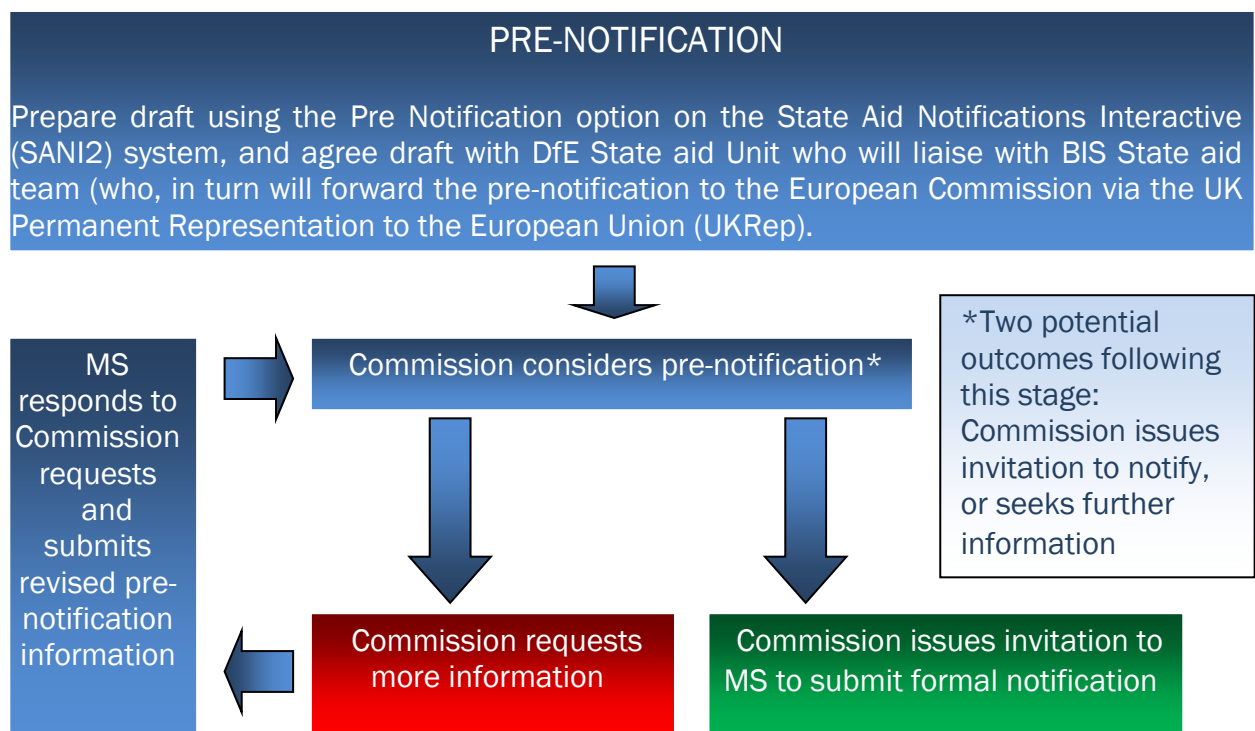 PRE-NOTIFICATION
Prepare draft using the Pre Notification option on the State Aid Notifications Interactive
(SANI2) system, and agree draft with DfE State aid Unit who will liaise with BIS State aid
team (who, in turn will forward the pre-notification to the European Commission via the UK
Permanent Representation to the European Union (UKRep).
MS
responds to
Commission
requests
and
submits
revised pre-
notification
information
Commission considers pre-notification*
*Two potential
outcomes following
this stage:
Commission issues
invitation to notify,
or seeks further
information
Commission requests
more information
Commission issues invitation to
MS to submit formal notification